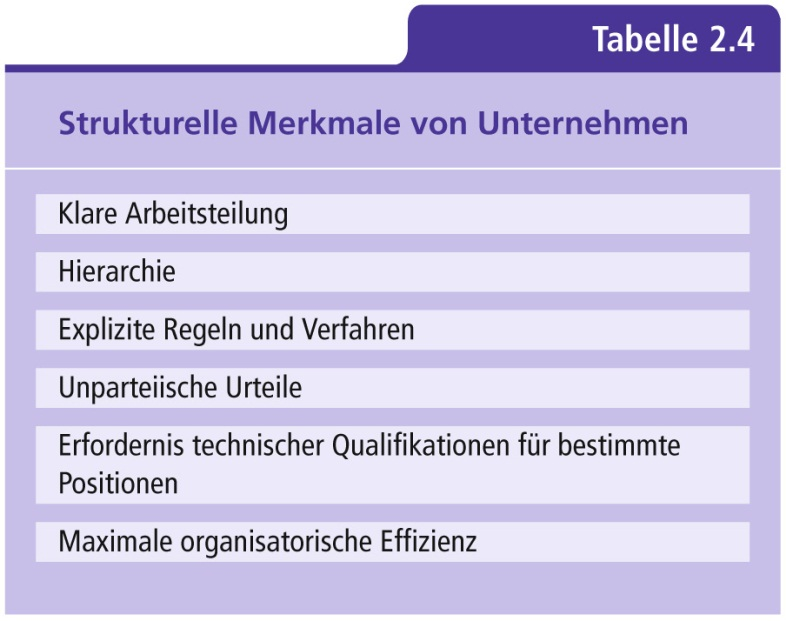 Tabelle 2.4
Strukturelle Merkmale von Unternehmen
Klare Arbeitsteilung
Hierarchie
Explizite Regeln und Verfahren
Unparteiische Urteile
Erfordernis technischer Qualifikationen für bestimmte
Positionen
Maximale organisatorische Effizienz